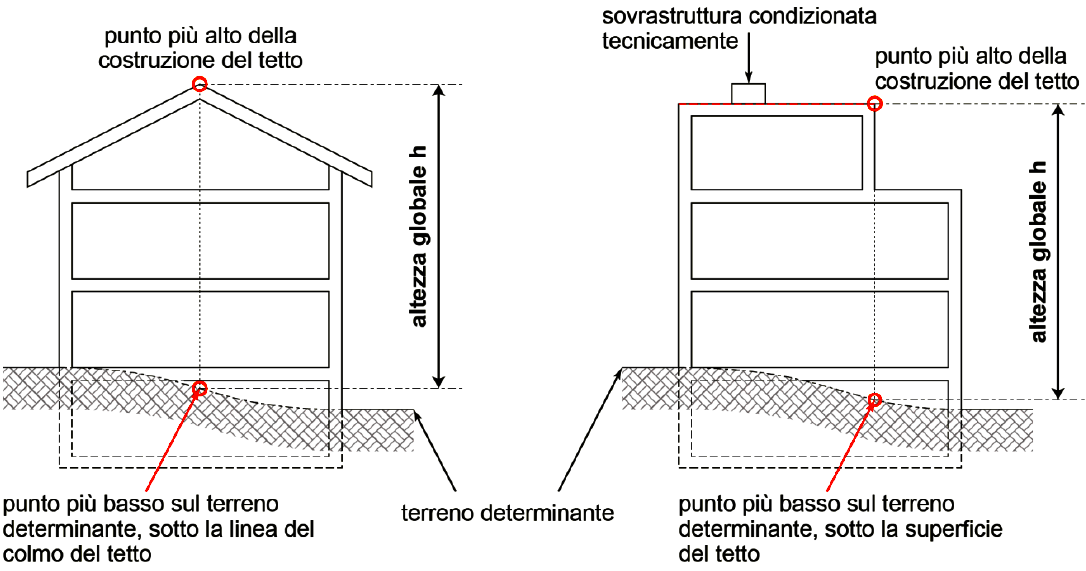 punto più alto della
costruzione del tetto
sovrastruttura condizionata
tecnicamente
punto più alto della
costruzione del tetto
altezza globale h
altezza globale h
punto più basso sul terreno
determinante, sotto la linea del
colmo del tetto
terreno determinante
punto più basso sul terreno
determinante, sotto la superficie
del tetto